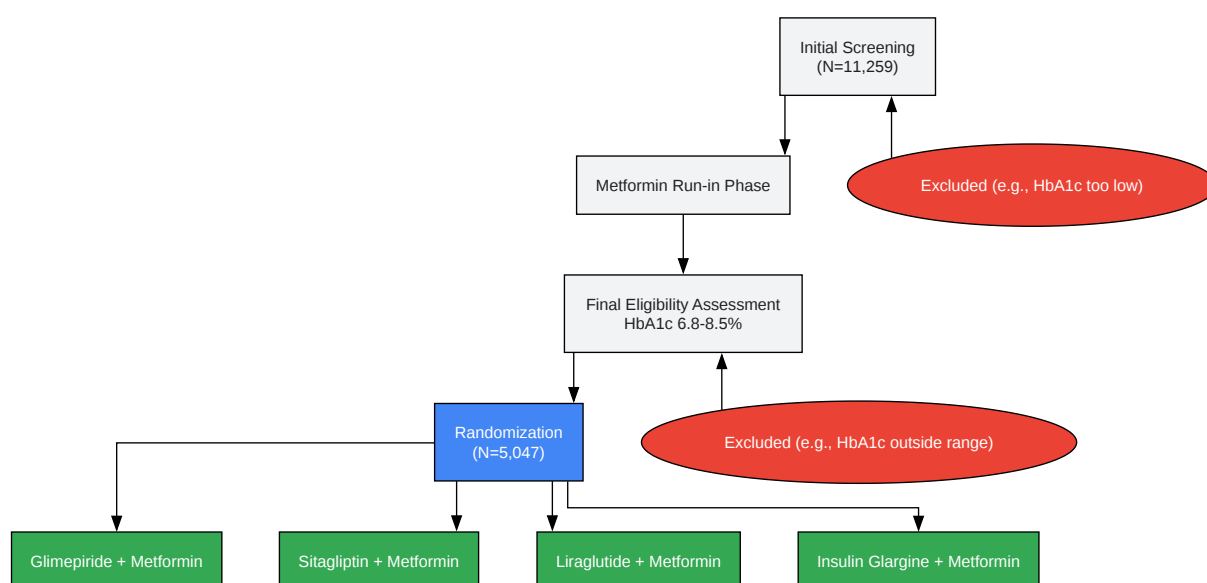 Initial Screening
(N=11,259)
Metformin Run-in Phase
Excluded (e.g., HbA1c too low)
Final Eligibility Assessment
HbA1c 6.8-8.5%
Randomization
(N=5,047)
Excluded (e.g., HbA1c outside range)
Glimepiride + Metformin
Sitagliptin + Metformin
Liraglutide + Metformin
Insulin Glargine + Metformin